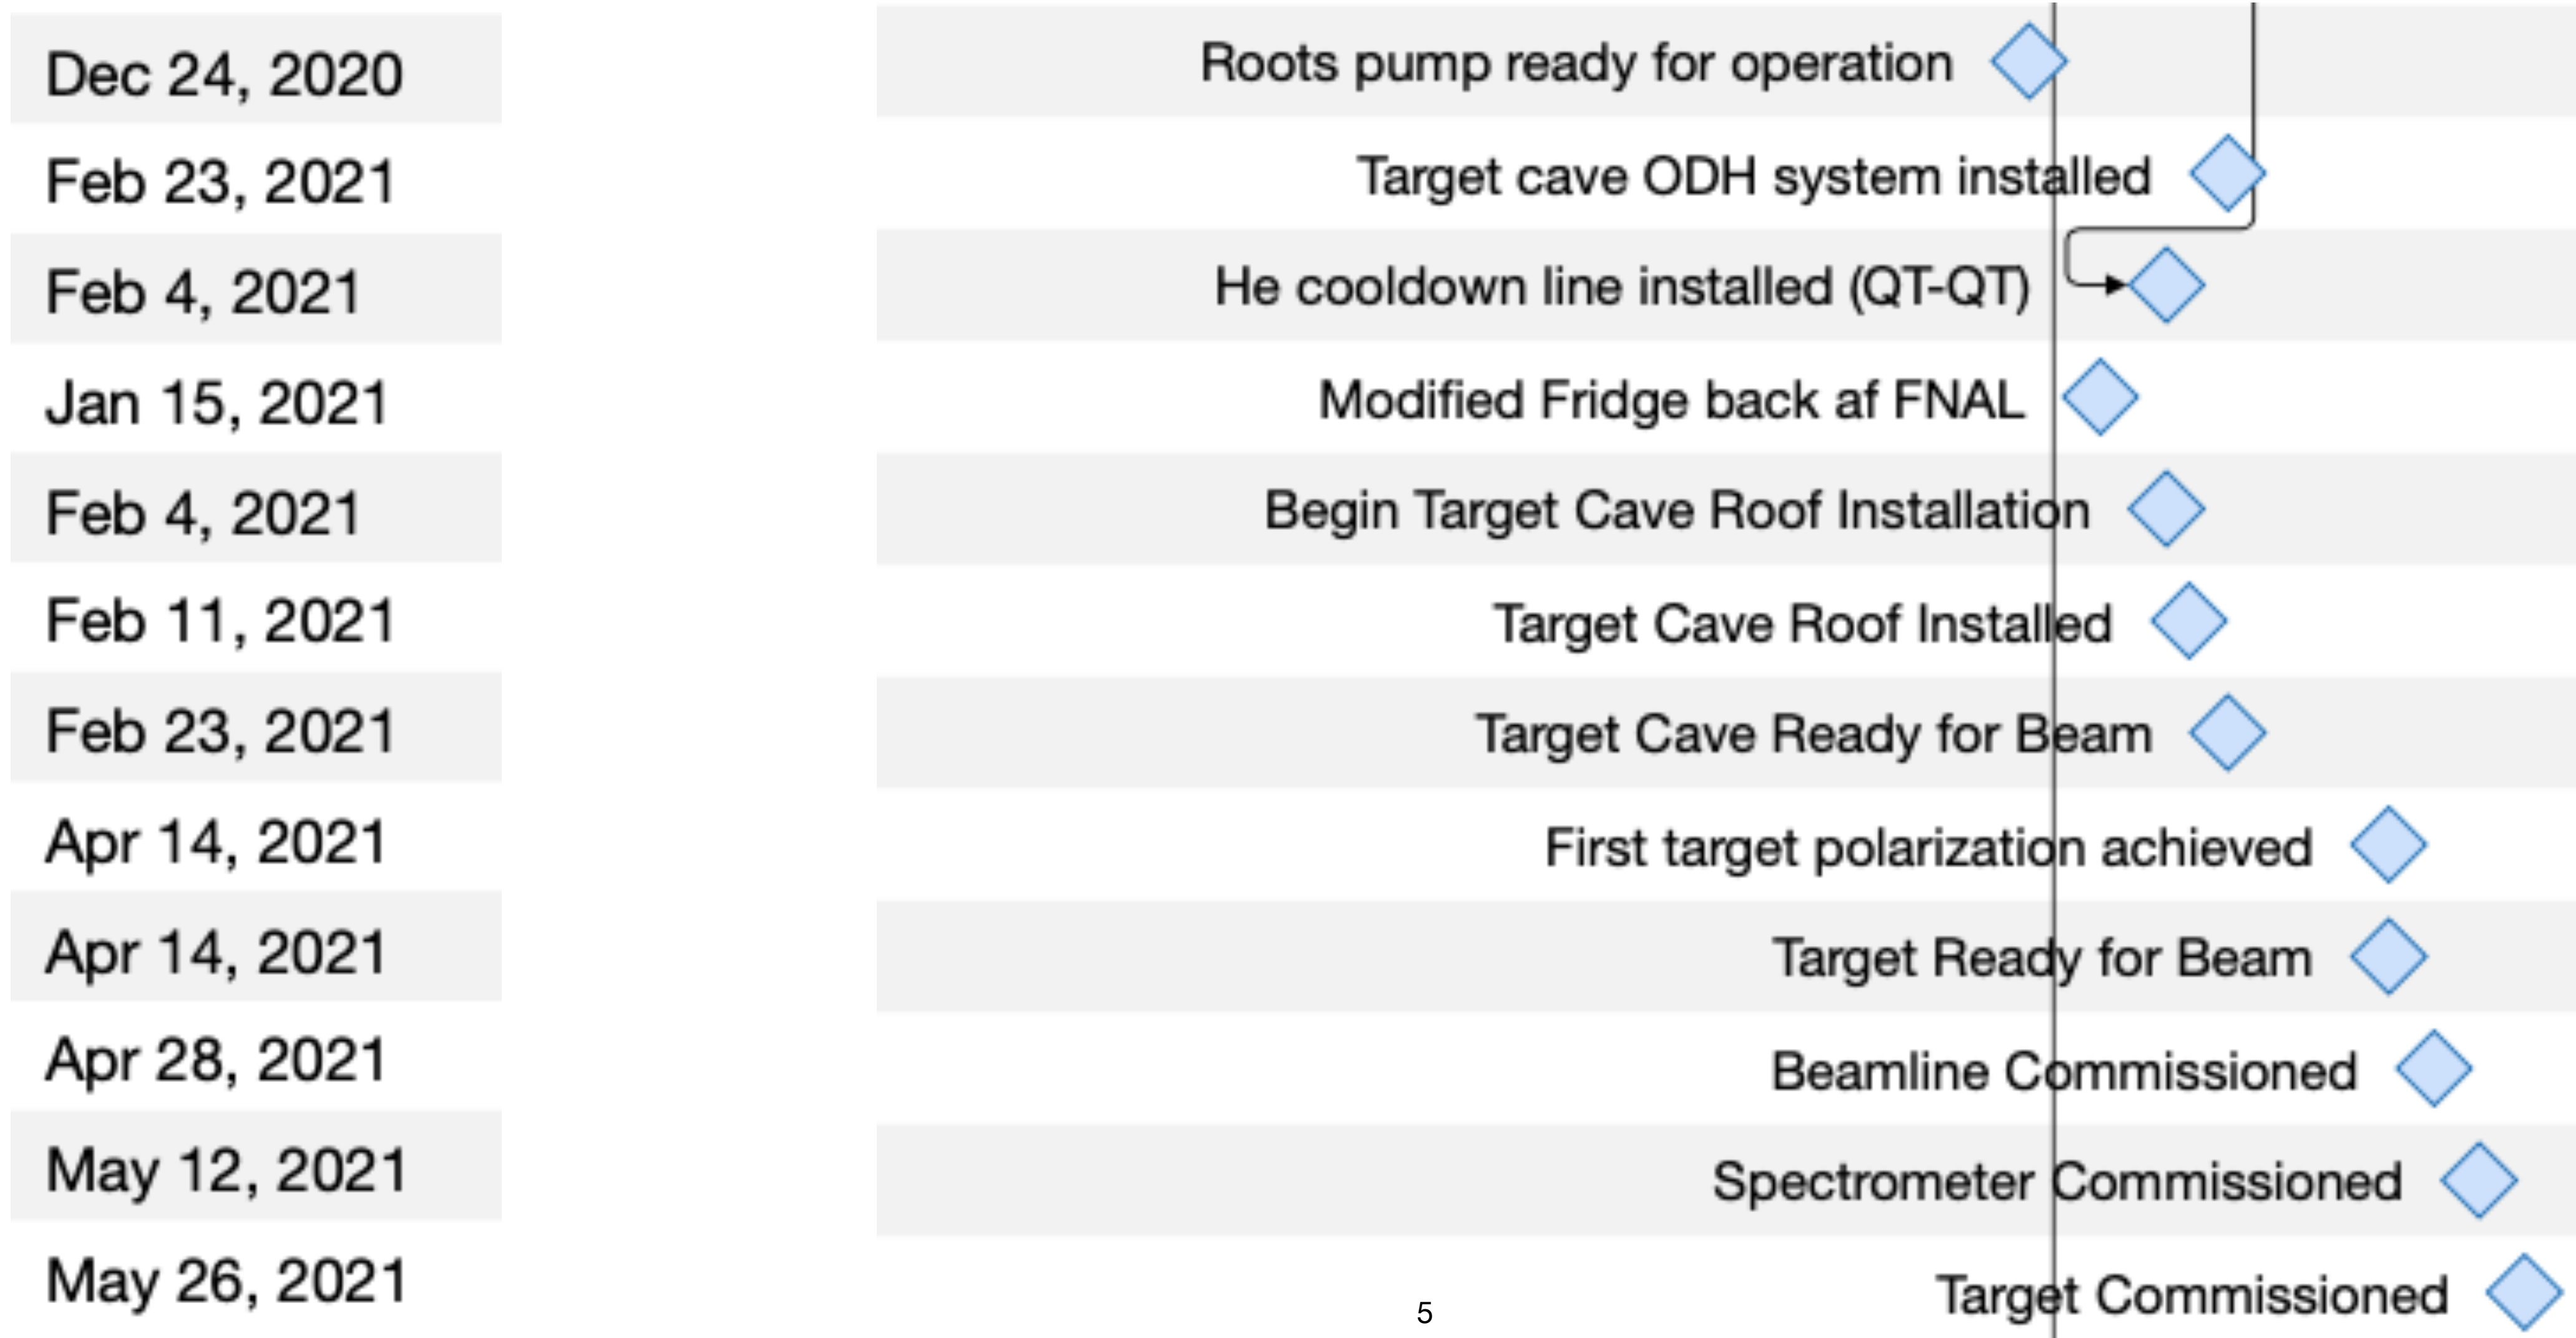 Dec 24, 2020 Roots pump ready for operation
Feb 23, 2021 Target cave ODH system installed
Feb 4, 2021 He cooldown line installed (QT-QT)
Jan 15, 2021 Modified Fridge back af FNAL
Feb 4, 2021 Begin Target Cave Roof Installation
Feb 11, 2021 Target Cave Roof Installed
Feb 23, 2021 Target Cave Ready for Beam
Apr 14, 2021 First target polarization achieved
Apr 14, 2021 Target Ready for Beam
Apr 28, 2021 Beamline Commissioned
May 12, 2021 Spectrometer Commissioned
May 26, 2021 Target Commissioned
5